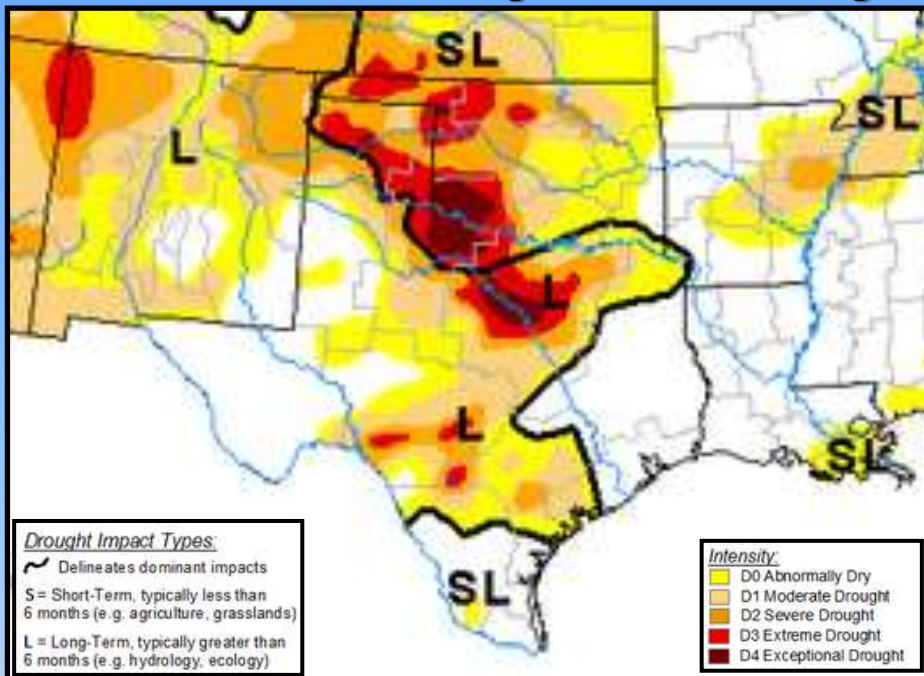 SL
L
SL
L
L
SL
SL
Drought Impact Types:
Delineates dominant impacts
S = Short-Term, typically less than
6 months (e.g. agriculture, grasslands)
L = Long-Term, typically greater than
6 months (e.g. hydrology, ecology)
Intensity:
D0 Abnormally Dry
D1 Moderate Drought
D2 Severe Drought
D3 Extreme Drought
D4 Exceptional Drought